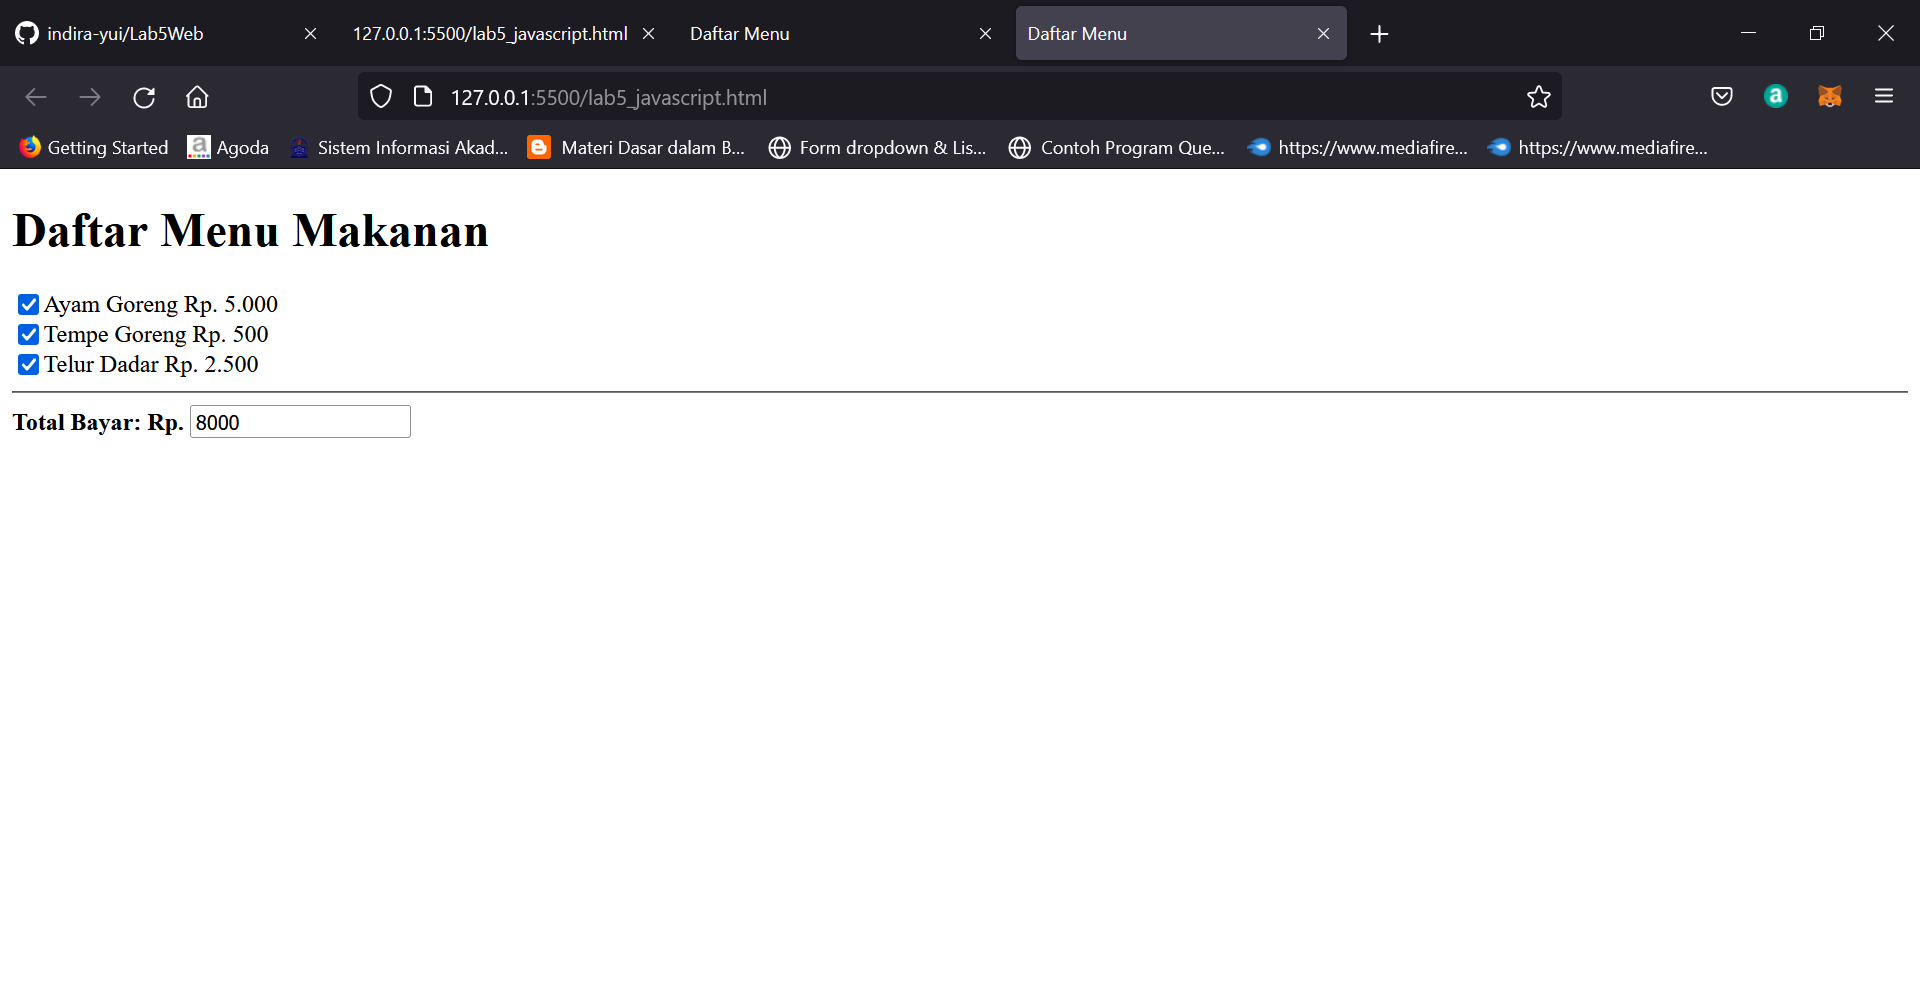 indira-yui/Lab5Web
127.0.0.1:5500/lab5_javascript.html
Daftar Menu
Daftar Menu
127.0.0.1:5500/lab5_javascript.html
a
Getting Started
a Agoda
Sistem Informasi Akad...
Materi Dasar dalam B...
Form dropdown & Lis...
Contoh Program Que...
https://www.mediafire...
https://www.mediafire...
Daftar Menu Makanan
Ayam Goreng Rp. 5.000
Tempe Goreng Rp. 500
Telur Dadar Rp. 2.500
Total Bayar: Rp. 8000